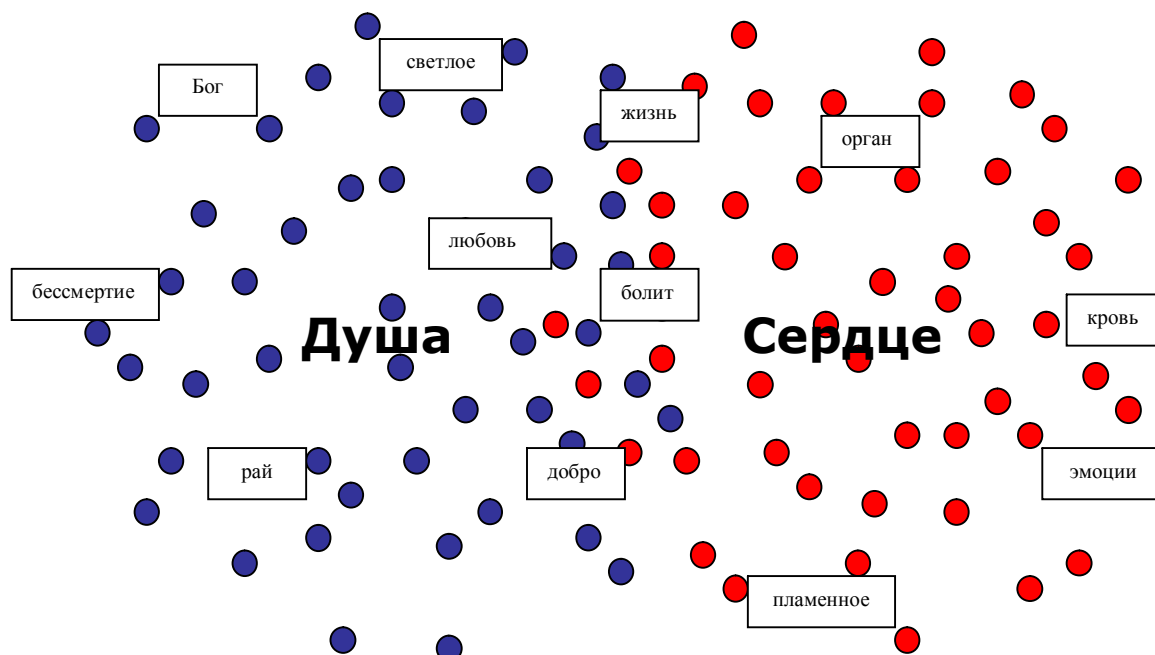 светлое
Бог
жизнь
орган
любовь
бессмертие
болит
кровь
Душа
Сердце
рай
добро
эмоции
пламенное